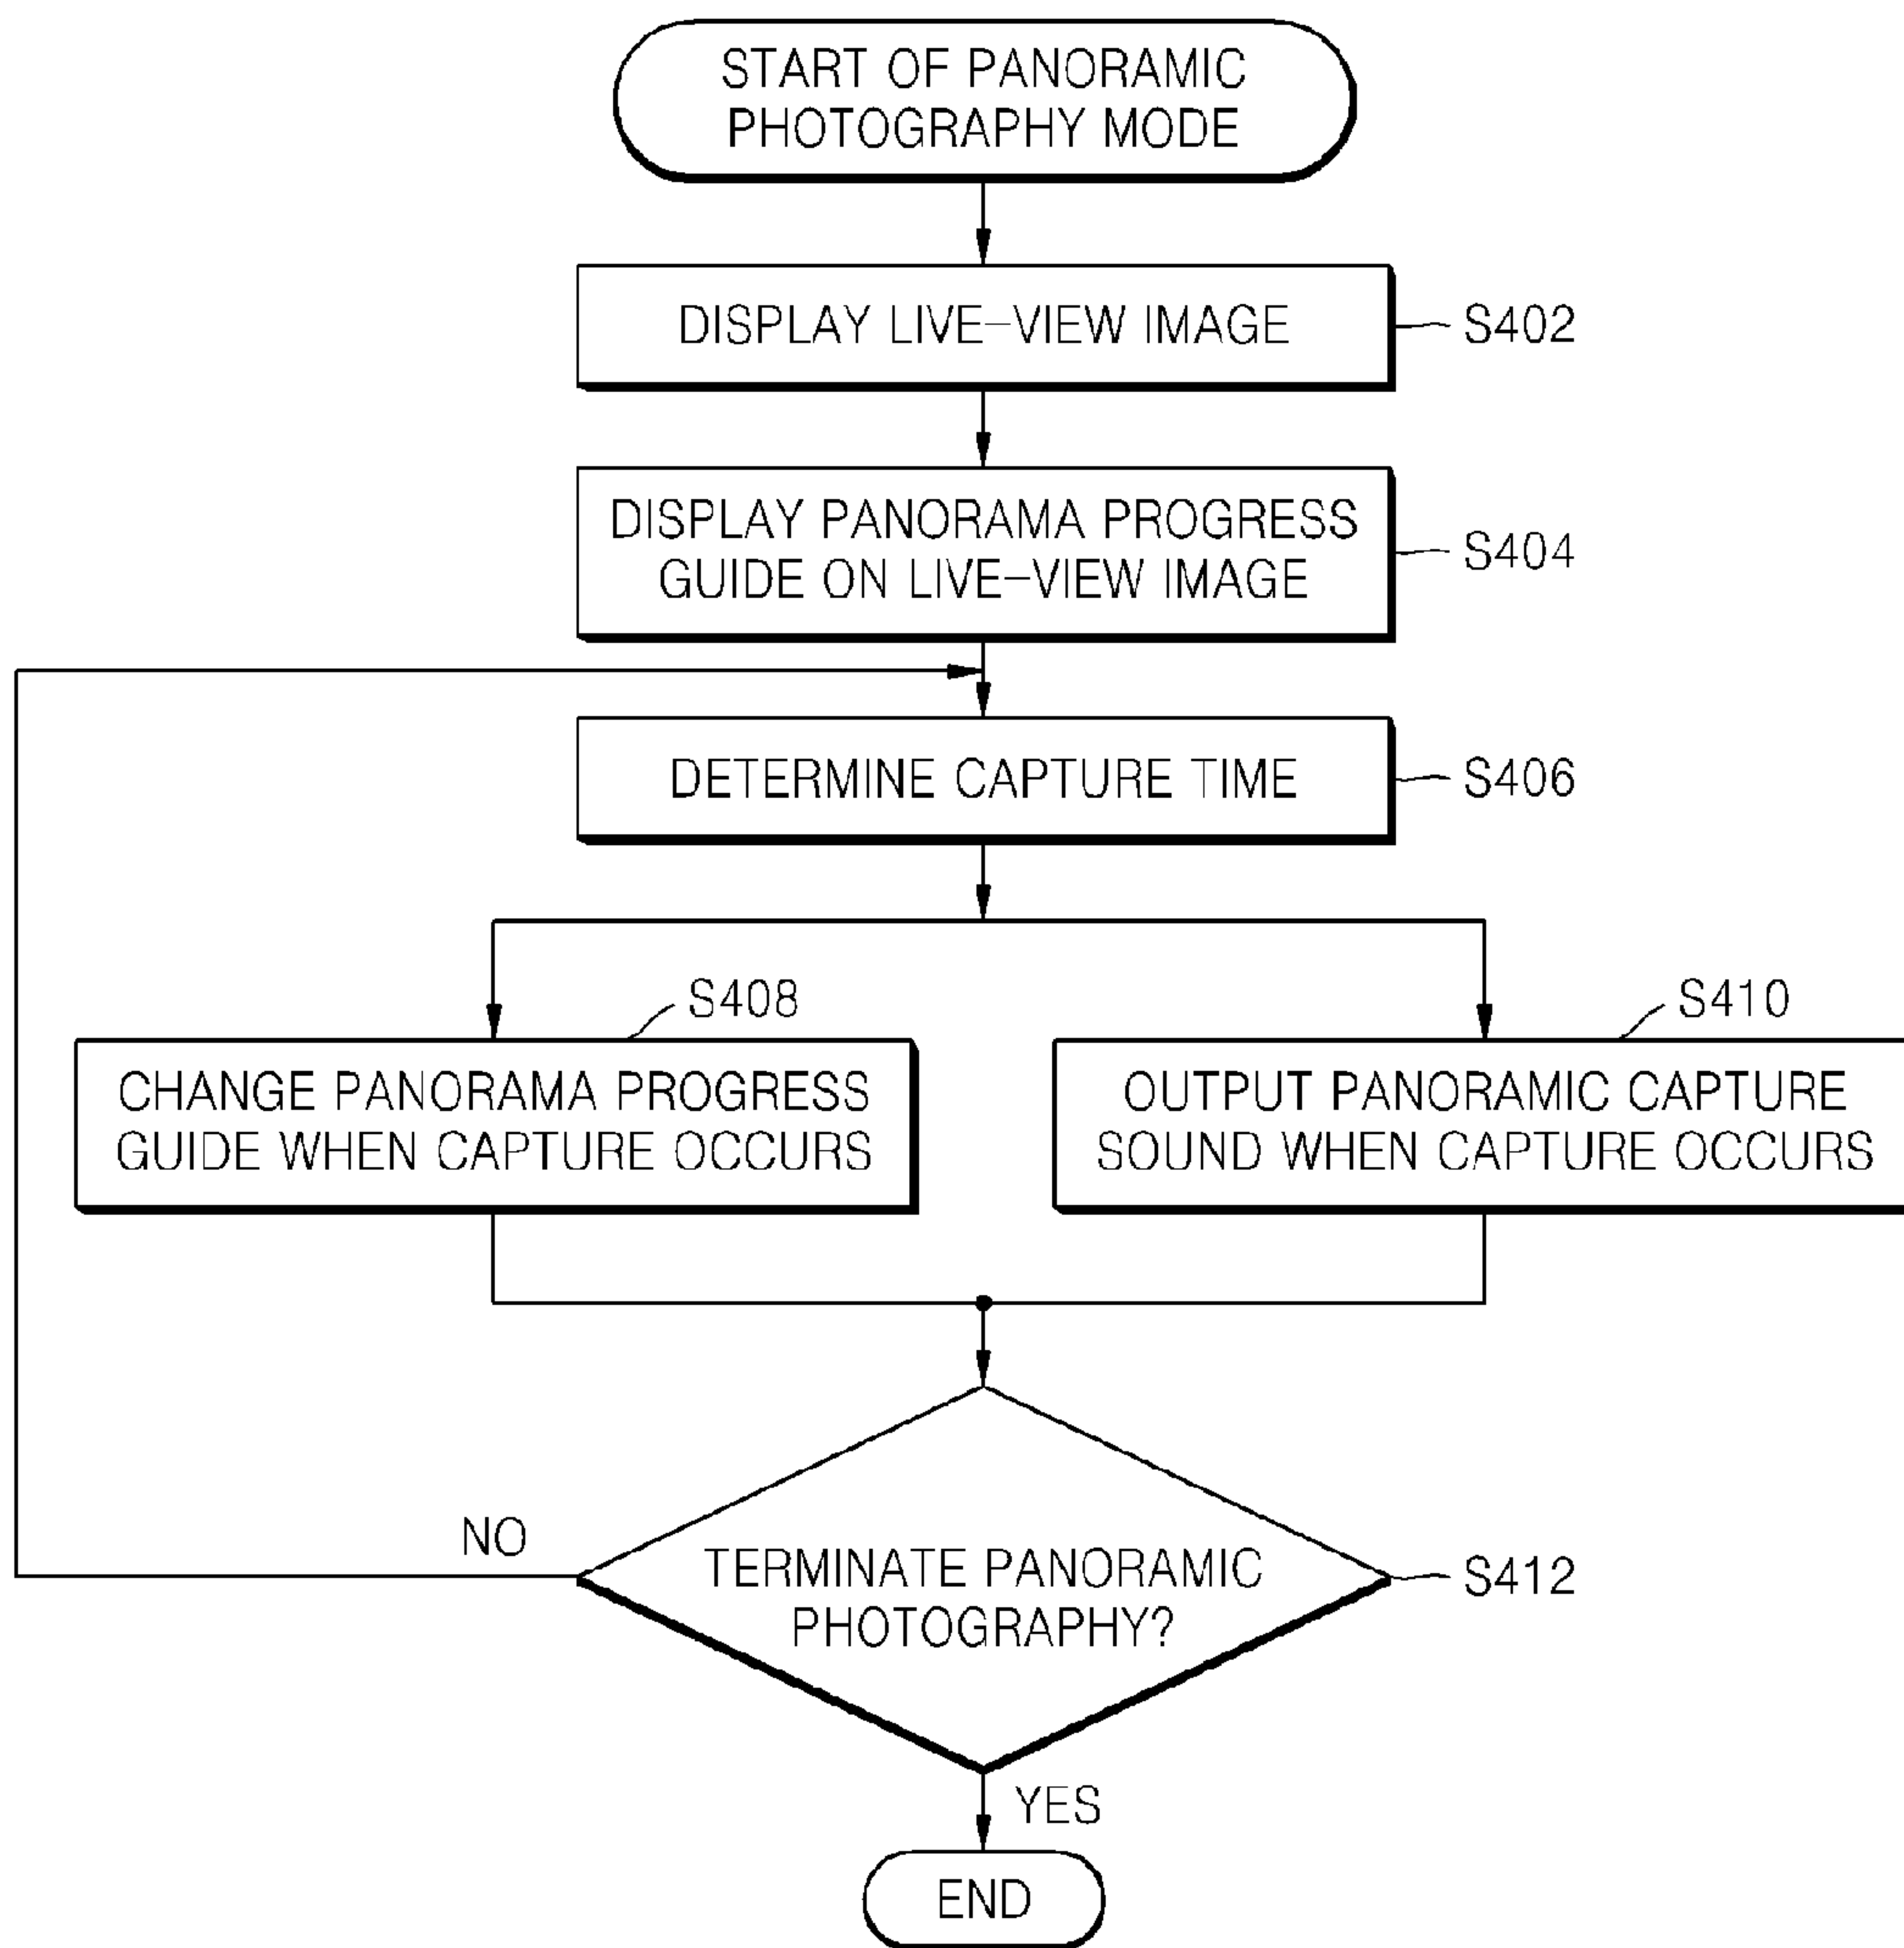 START OF PANORAMIC
PHOTOGRAPHY MODE
DISPLAY LIVE-VIEW IMAGE
S402
DISPLAY PANORAMA PROGRESS
GUIDE ON LIVE-VIEW IMAGE
S404
DETERMINE CAPTURE TIME
S406
S408
CHANGE PANORAMA PROGRESS
GUIDE WHEN CAPTURE OCCURS
S410
OUTPUT PANORAMIC CAPTURE
SOUND WHEN CAPTURE OCCURS
NO
TERMINATE PANORAMIC
PHOTOGRAPHY?
S412
YES
END